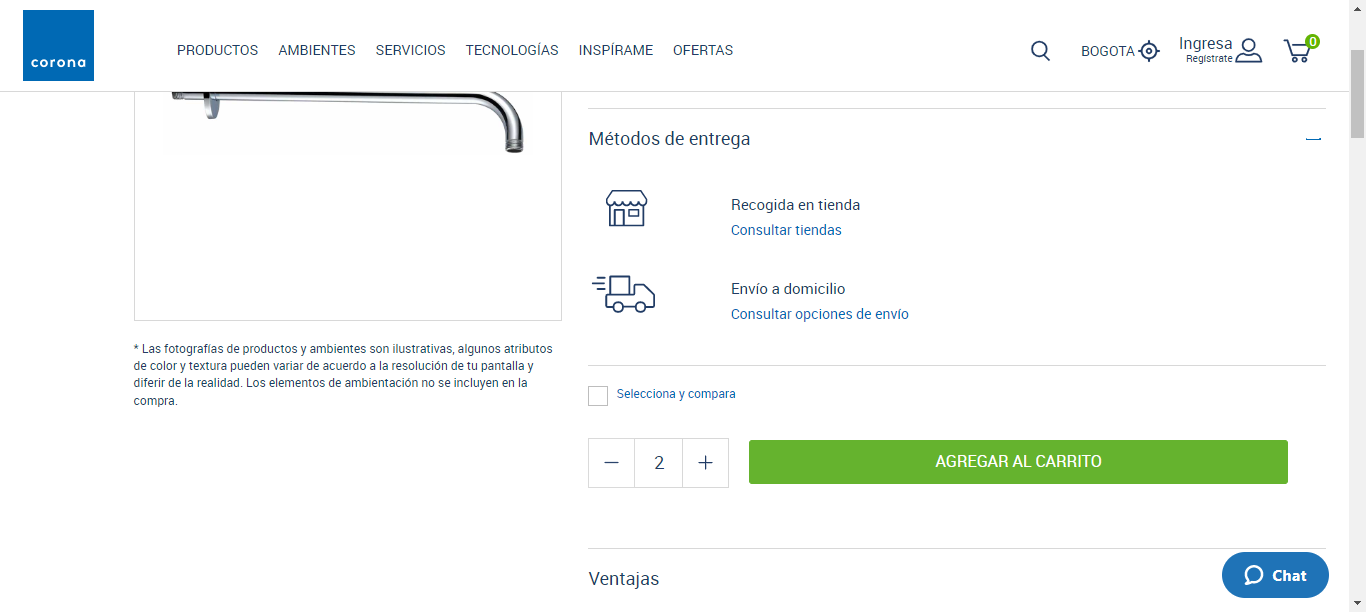 corona
PRODUCTOS AMBIENTES SERVICIOS TECNOLOGÍAS INSPÍRAME OFERTAS
BOGOTA
Ingresa
Regístrate
0
Métodos de entrega
Recogida en tienda
Consultar tiendas
Envío a domicilio
Consultar opciones de envío
* Las fotografías de productos y ambientes son ilustrativas, algunos atributos
de color y textura pueden variar de acuerdo a la resolución de tu pantalla y
diferir de la realidad. Los elementos de ambientación no se incluyen en la
compra.
Selecciona y compara
2
AGREGAR AL CARRITO
Ventajas
Chat